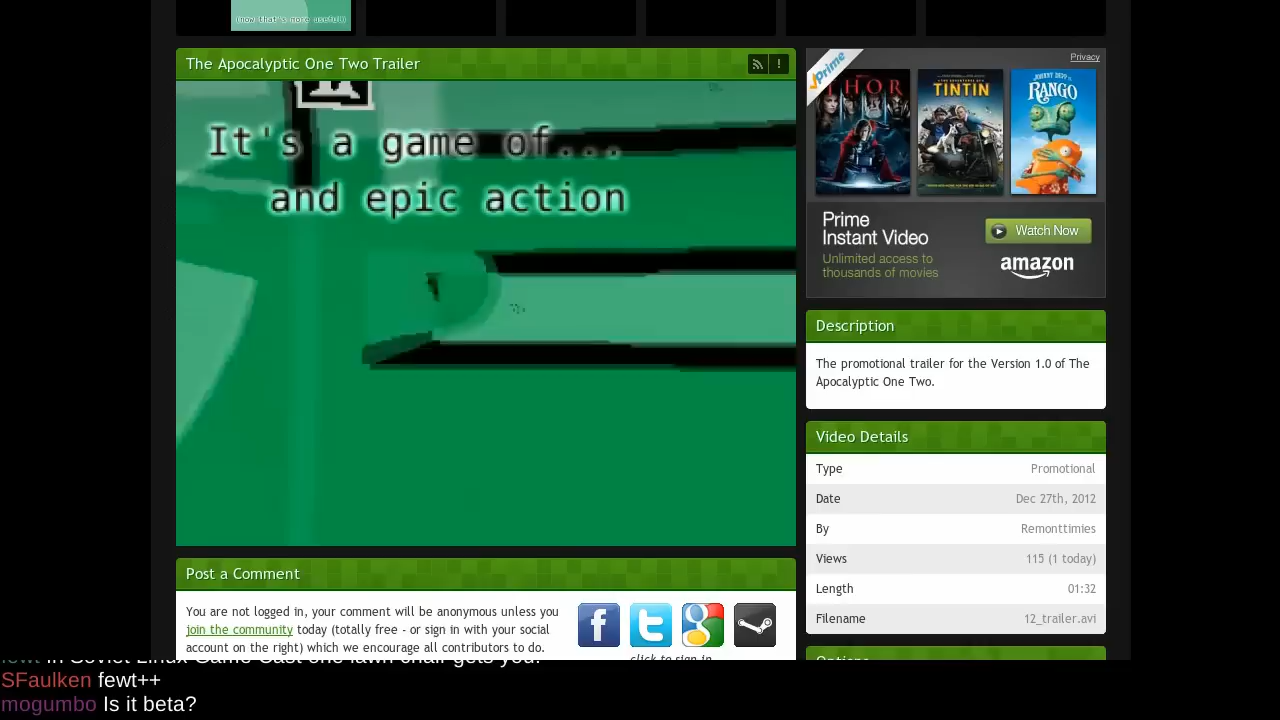 (now that's more useful!)
The Apocalyptic One Two Trailer
!
It's a game of...
and epic action
Prime
Privacy
THOR
TINTIN
JOHNNY DEPP is
RANGO
Prime
Instant Video
Unlimited access to
thousands of movies
Watch Now
amazon
Description
The promotional trailer for the Version 1.0 of The
Apocalyptic One Two.
Video Details
Type Promotional
Date Dec 27th, 2012
By Remonttimies
Views 115 (1 today)
Length 01:32
Filename 12_trailer.avi
Options
Post a Comment
You are not logged in, your comment will be anonymous unless you
join the community today (totally free - or sign in with your social
account on the right) which we encourage all contributors to do.
click to sign in
fewt In Soviet Linux Game Cast one lawn chair gets you!
SFaulken fewt++
mogumbo Is it beta?